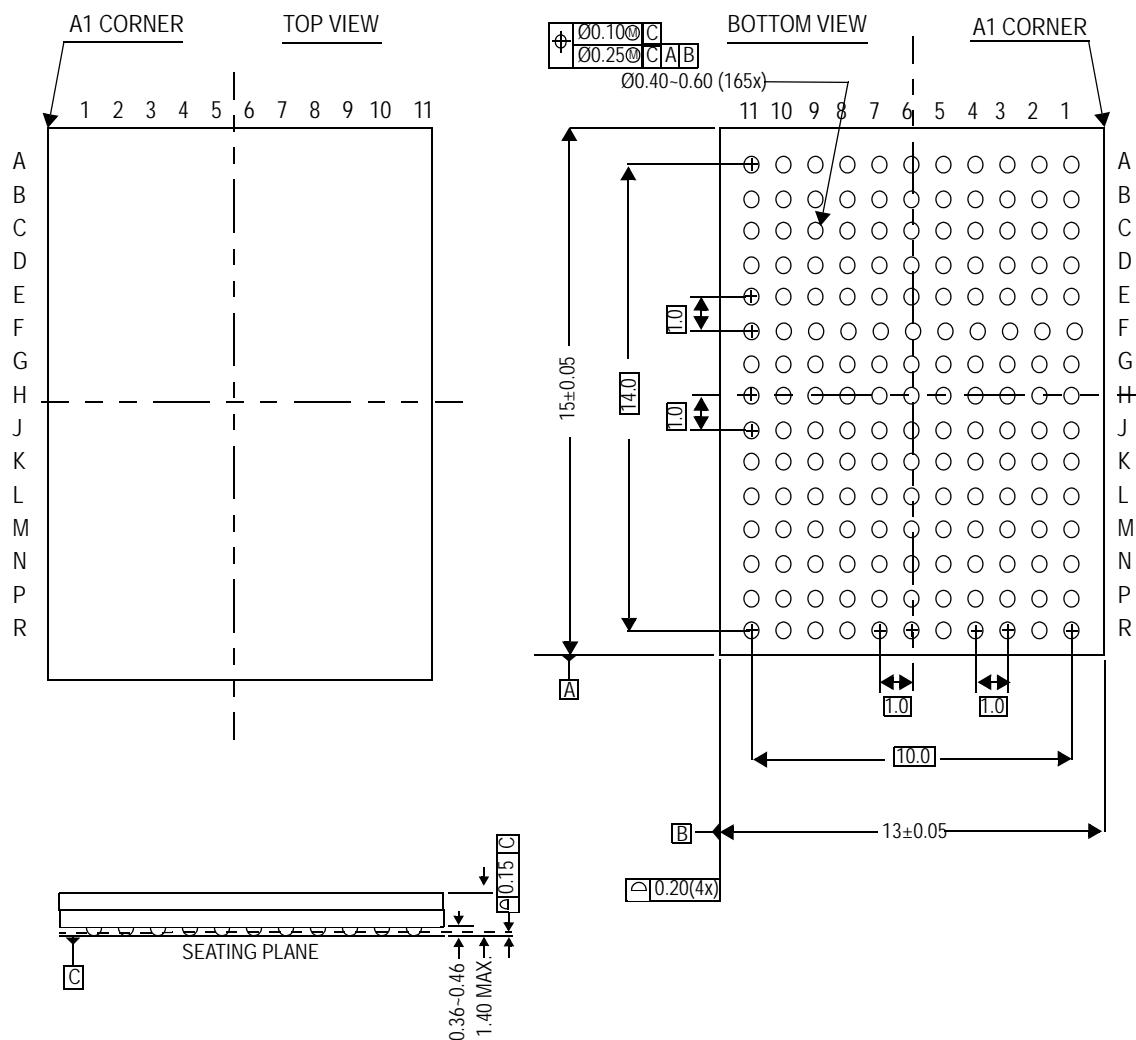 A1 CORNER
TOP VIEW
Ø0.10Ⓜ C
Ø0.25Ⓜ C A B
BOTTOM VIEW
A1 CORNER
Ø0.40~0.60 (165x)
1 2 3 4 5 6 7 8 9 10 11
11 10 9 8 7 6 5 4 3 2 1
A
B
C
D
E
F
G
H
J
K
L
M
N
P
R
A
B
C
D
E
F
G
H
J
K
L
M
N
P
R
1.0
1.0
15±0.05
14.0
A
1.0
1.0
10.0
B
13±0.05
0.20(4x)
0.15 C
SEATING PLANE
C
0.36~0.46
1.40 MAX.